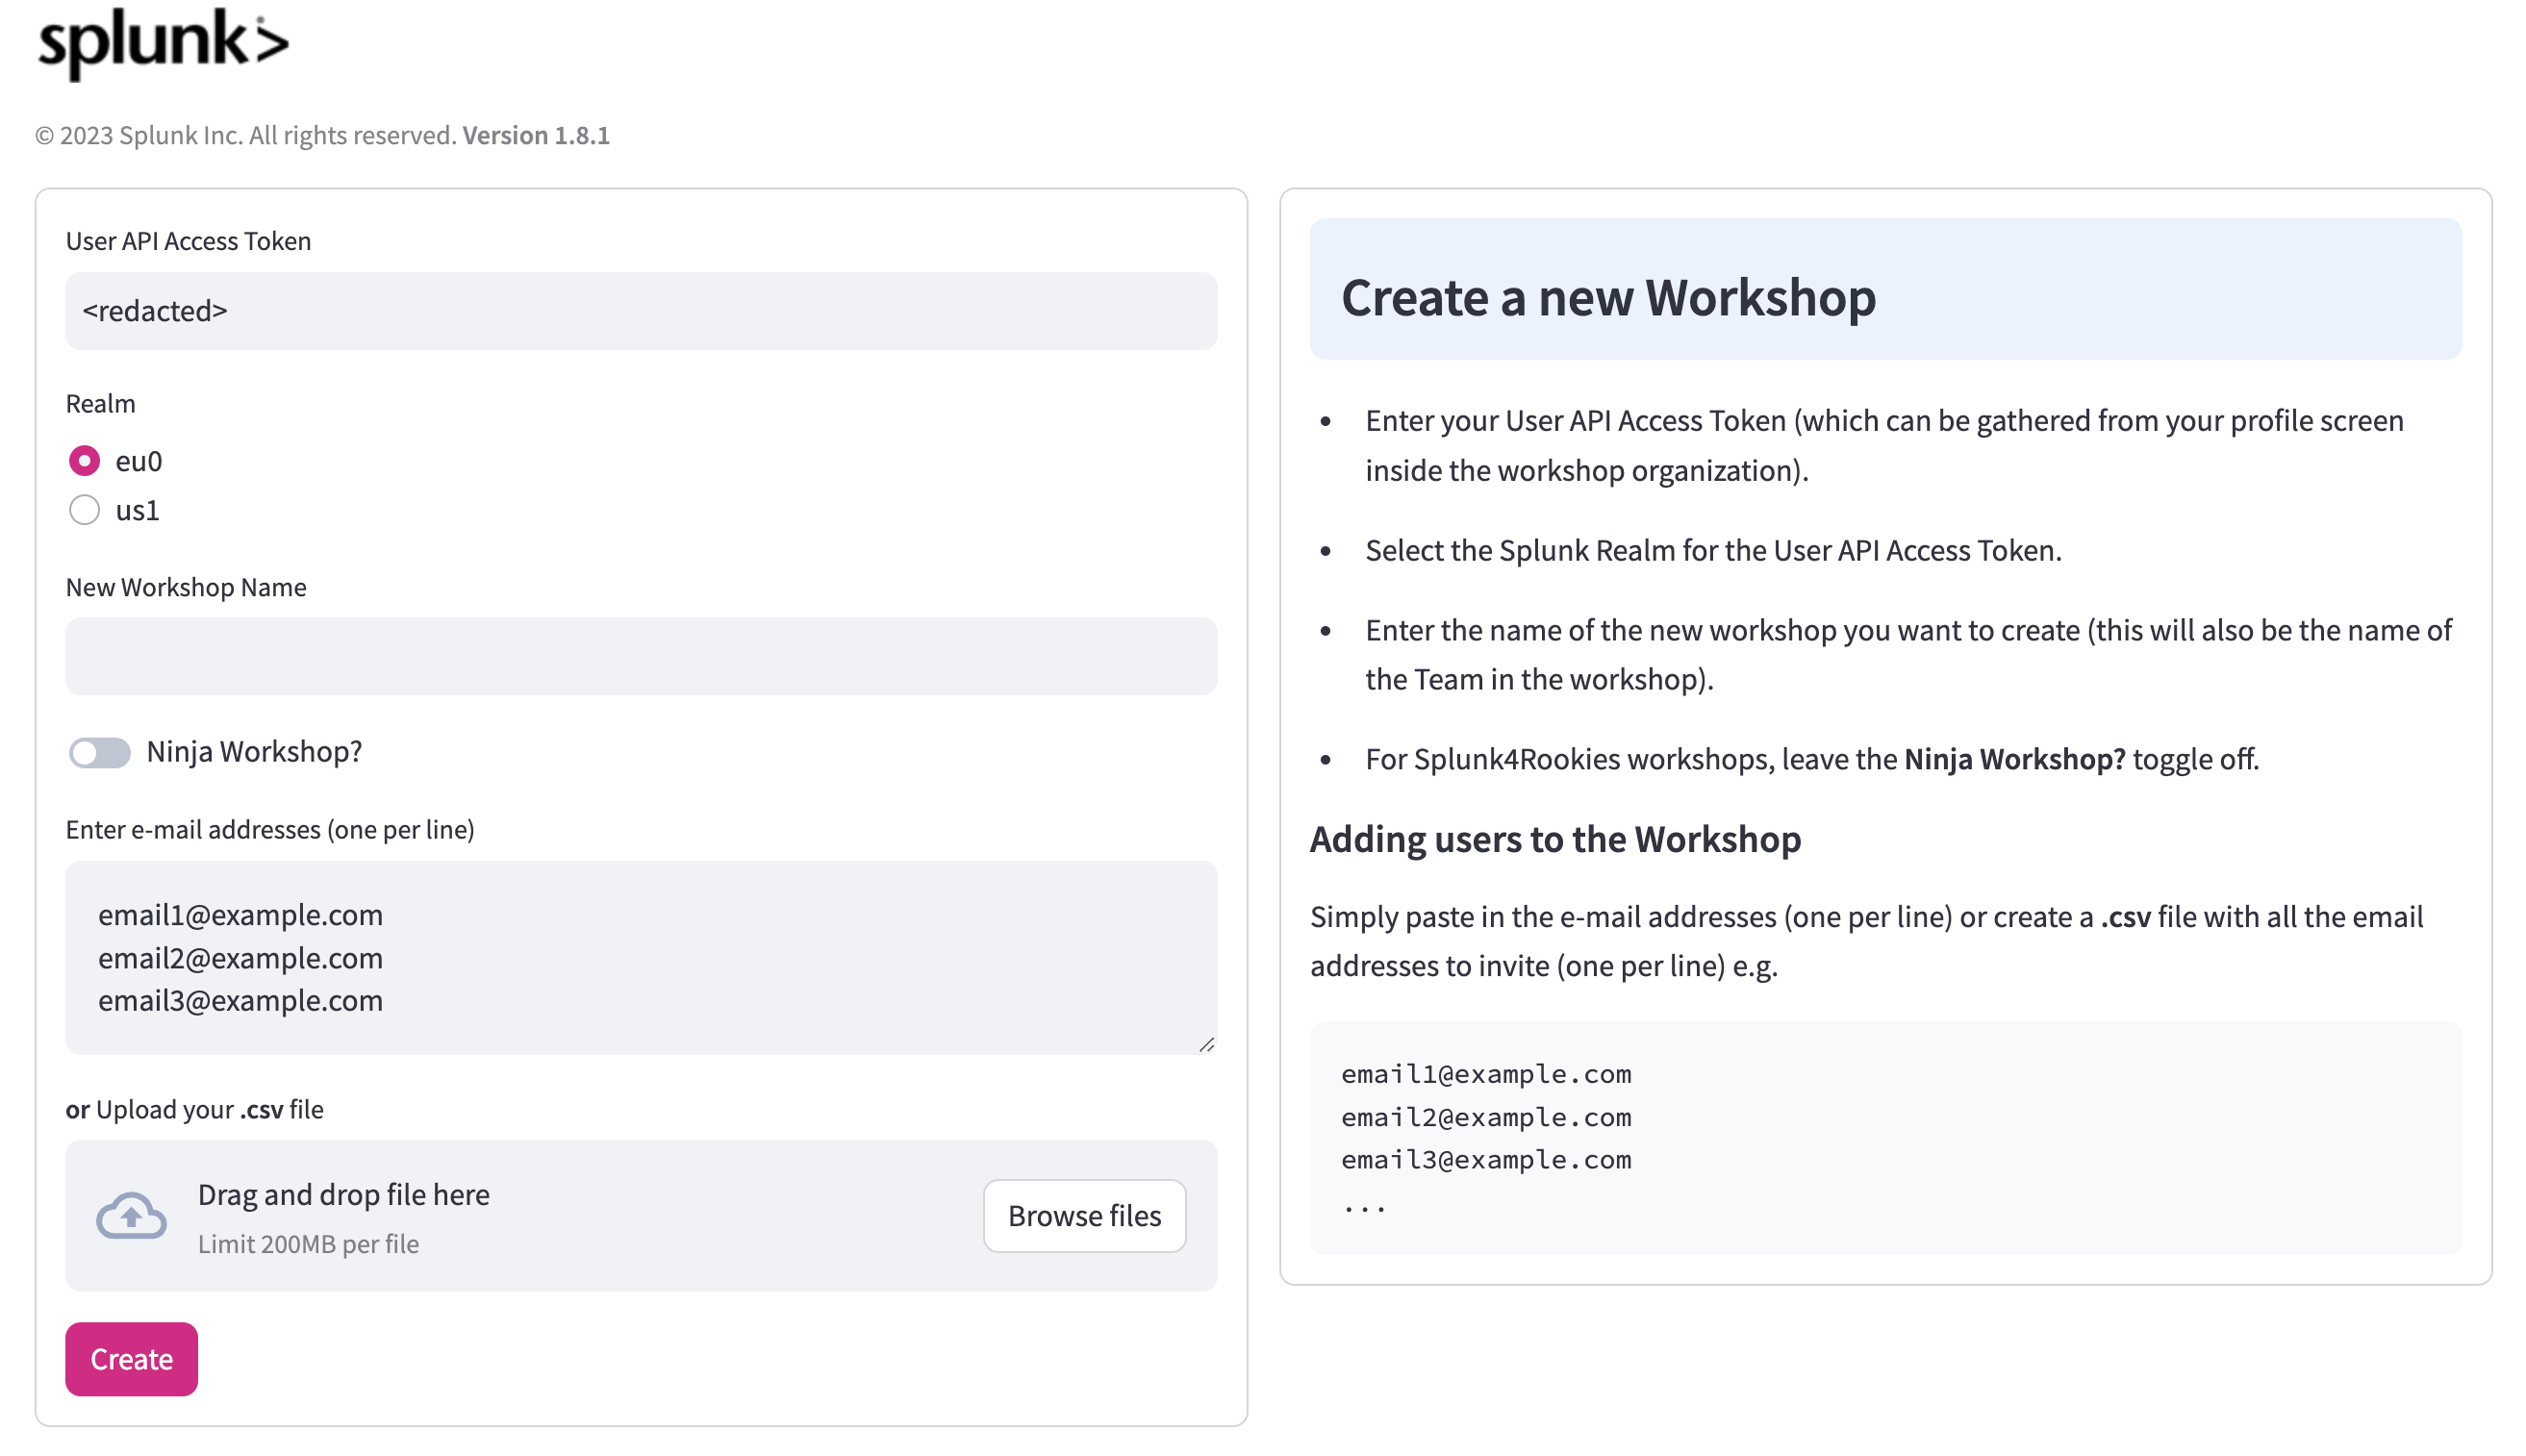 splunk>
© 2023 Splunk Inc. All rights reserved. Version 1.8.1
User API Access Token
<redacted>
Realm
eu0
us1
New Workshop Name
Ninja Workshop?
Enter e-mail addresses (one per line)
email1@example.com
email2@example.com
email3@example.com
or Upload your .csv file
Drag and drop file here
Limit 200MB per file
Browse files
Create
Create a new Workshop
• Enter your User API Access Token (which can be gathered from your profile screen
inside the workshop organization).
• Select the Splunk Realm for the User API Access Token.
• Enter the name of the new workshop you want to create (this will also be the name of
the Team in the workshop).
• For Splunk4Rookies workshops, leave the Ninja Workshop? toggle off.
Adding users to the Workshop
Simply paste in the e-mail addresses (one per line) or create a .csv file with all the email
addresses to invite (one per line) e.g.
email1@example.com
email2@example.com
email3@example.com
...